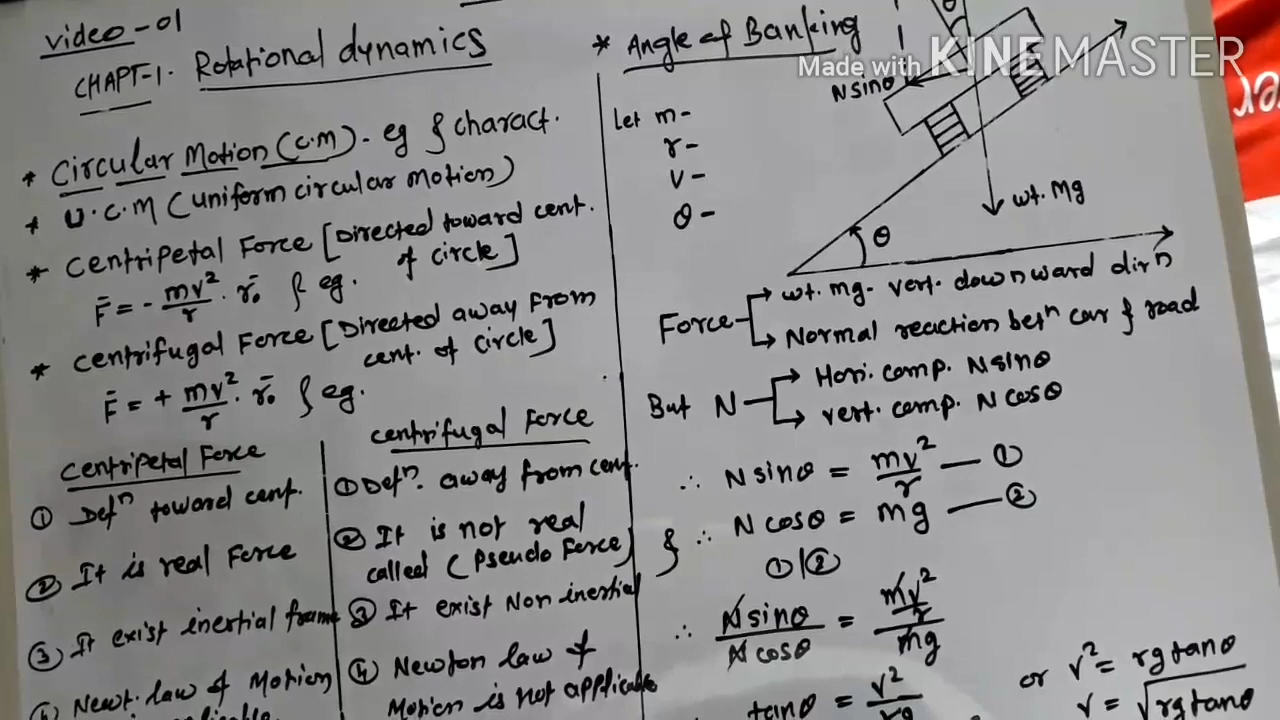 Video-01
CHAPT-1. Rotational dynamics
* Circular Motion (C.M) - eg & charact.
* U.C.M (uniform circular motion)
* centripetal Force [Directed toward cent.
of circle]
F̄ = - mv²/r . r̄₀ & eg.
* centrifugal Force [Directed away from
cent. of circle]
F̄ = + mv²/r . r̄₀ & eg.
centripetal Force
① Defⁿ toward cent.
② It is real Force
③ It exist inertial frame
④ Newt. law of Motion
centrifugal Force
① Defⁿ. away from cent.
② It is not real
called (Pseudo Force)
③ It exist Non inertial
④ Newton law of
Motion is not applicable
* Angle of Banking
Made with KINEMASTER
θ
N sinθ
Let m-
r-
v-
θ-
wt. Mg
θ
Force → wt. mg - vert. downward dirⁿ
→ Normal reaction betⁿ car & road
But N → Hori. comp. N sinθ
→ vert. comp. N cosθ
∴ N sinθ = mv²/r — ①
} ∴ N cosθ = mg — ②
①/②
∴ N sinθ / N cosθ = mv²/r / mg
tanθ = v²/rg
or v² = rg tanθ
v = √rg tanθ